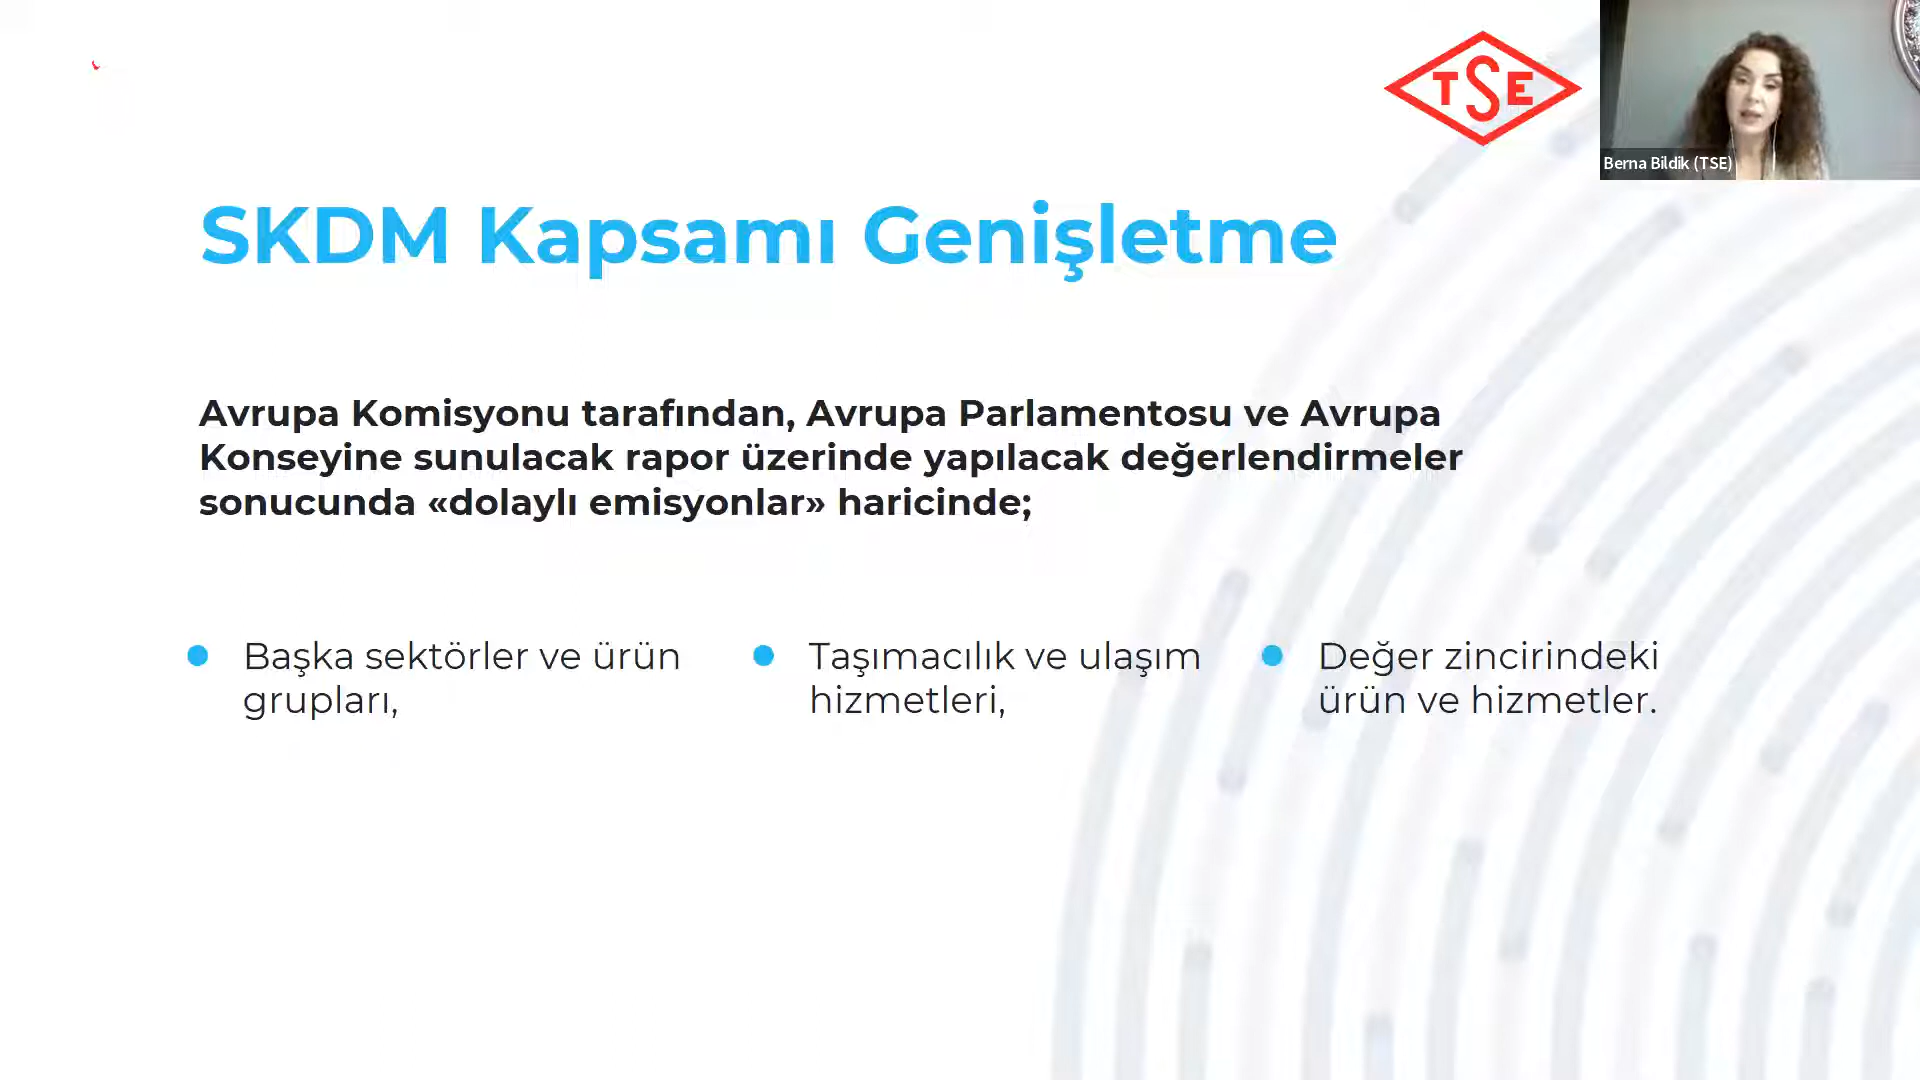 TSE
Berna Bildik (TSE)
SKDM Kapsamı Genişletme
Avrupa Komisyonu tarafından, Avrupa Parlamentosu ve Avrupa
Konseyine sunulacak rapor üzerinde yapılacak değerlendirmeler
sonucunda «dolaylı emisyonlar» haricinde;
Başka sektörler ve ürün
grupları,
Taşımacılık ve ulaşım
hizmetleri,
Değer zincirindeki
ürün ve hizmetler.